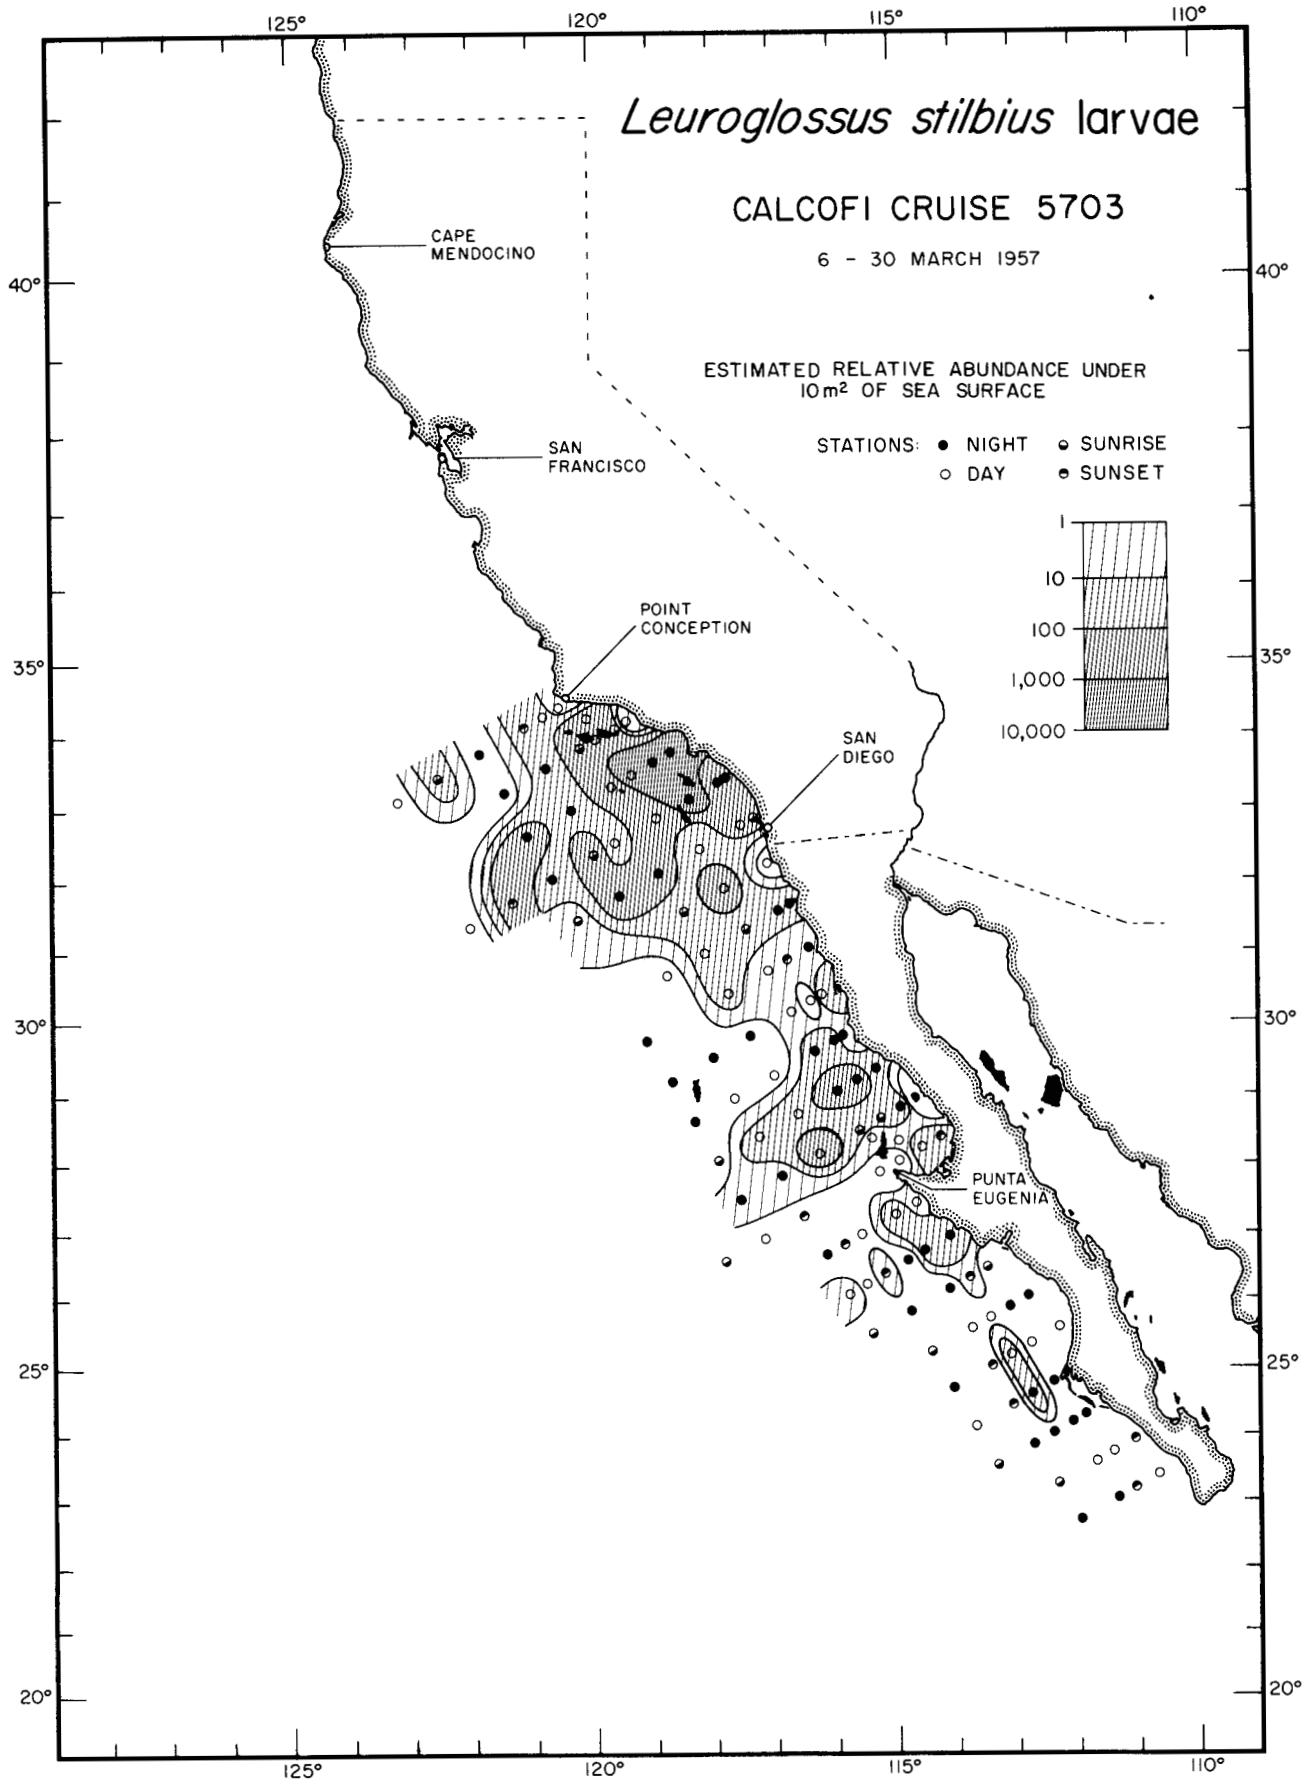 125° 120° 115° 110°
Leuroglossus stilbius larvae
CALCOFI CRUISE 5703
6 - 30 MARCH 1957
CAPE
MENDOCINO
40° 40°
ESTIMATED RELATIVE ABUNDANCE UNDER
10m² OF SEA SURFACE
STATIONS: ● NIGHT ◒ SUNRISE
○ DAY ◓ SUNSET
SAN
FRANCISCO
1
10
100
1,000
10,000
POINT
CONCEPTION
35° 35°
SAN
DIEGO
30° 30°
PUNTA
EUGENIA
25° 25°
20° 20°
125° 120° 115° 110°